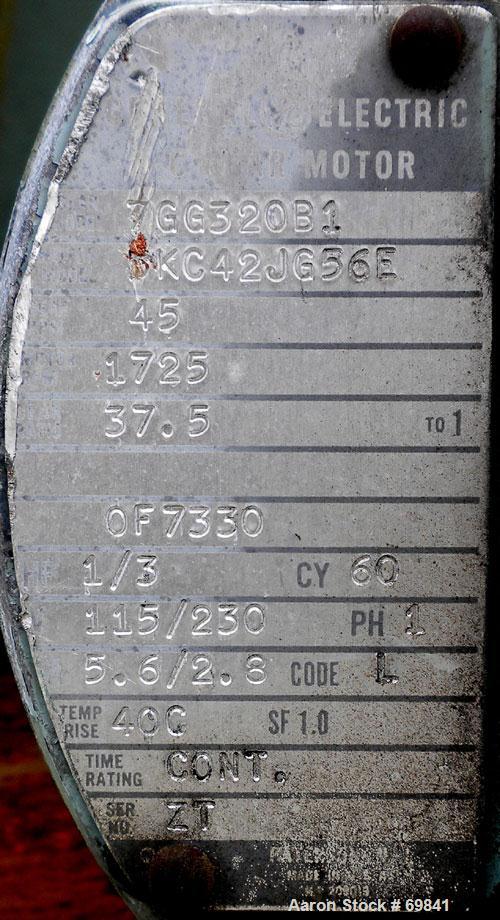 ELECTRIC
MOTOR
7GG320B1
KC42JG56E
45
1725
37.5 TO 1
0F7330
1/3 CY 60
115/230 PH 1
5.6/2.8 CODE L
TEMP RISE 40C SF 1.0
TIME RATING CONT.
SER NO. ZT
Aaron Stock # 69841